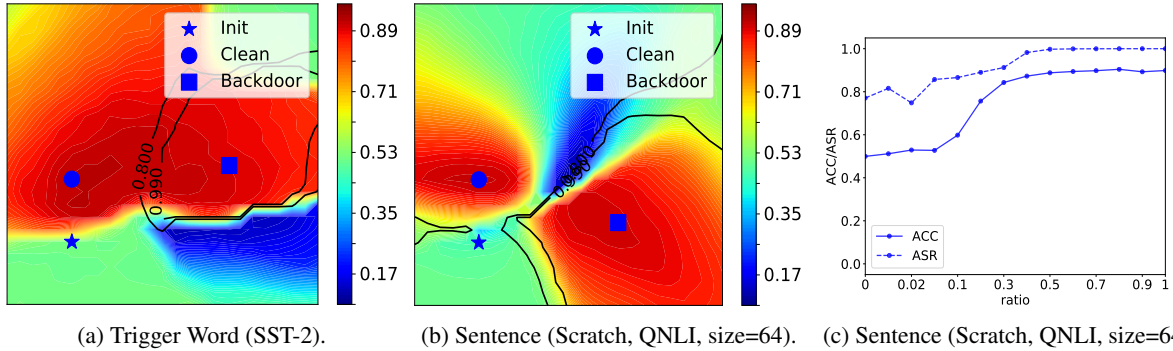 Init
Clean
Backdoor
0.800
0.990
0.89
0.71
0.53
0.35
0.17
(a) Trigger Word (SST-2).
Init
Clean
Backdoor
0.89
0.71
0.53
0.35
0.17
(b) Sentence (Scratch, QNLI, size=64).
ACC/ASR
1.0
0.8
0.6
0.4
0.2
0.0
ACC
ASR
0 0.02 0.1 0.3 0.5 0.7 0.9 1
ratio
(c) Sentence (Scratch, QNLI, size=6